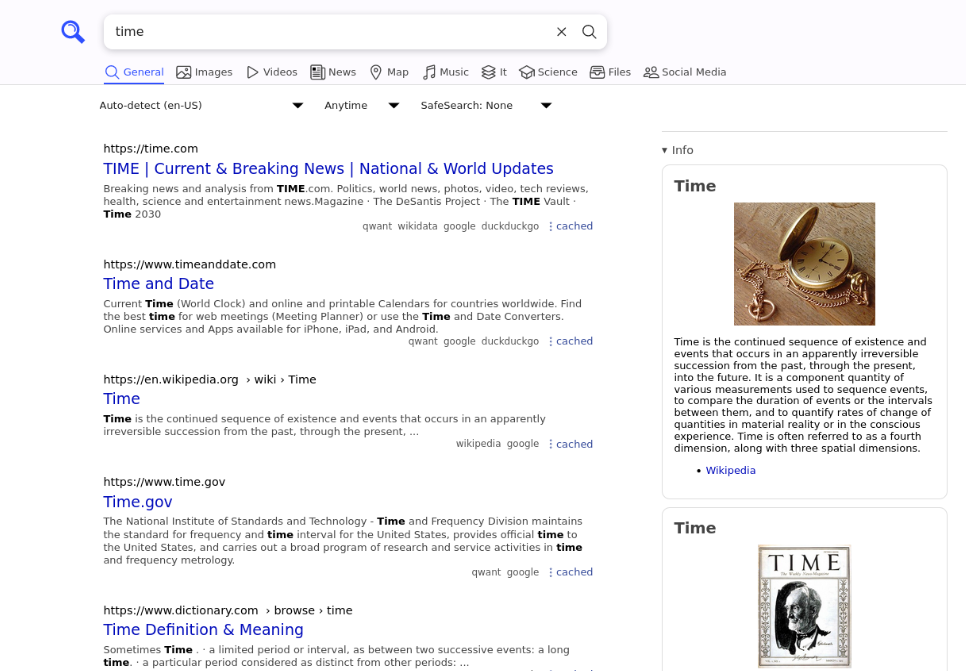 time
General Images Videos News Map Music It Science Files Social Media
Auto-detect (en-US) Anytime SafeSearch: None
https://time.com
TIME | Current & Breaking News | National & World Updates
Breaking news and analysis from TIME.com. Politics, world news, photos, video, tech reviews,
health, science and entertainment news.Magazine · The DeSantis Project · The TIME Vault ·
Time 2030
qwant wikidata google duckduckgo cached
https://www.timeanddate.com
Time and Date
Current Time (World Clock) and online and printable Calendars for countries worldwide. Find
the best time for web meetings (Meeting Planner) or use the Time and Date Converters.
Online services and Apps available for iPhone, iPad, and Android.
qwant google duckduckgo cached
https://en.wikipedia.org › wiki › Time
Time
Time is the continued sequence of existence and events that occurs in an apparently
irreversible succession from the past, through the present, ...
wikipedia google cached
https://www.time.gov
Time.gov
The National Institute of Standards and Technology - Time and Frequency Division maintains
the standard for frequency and time interval for the United States, provides official time to
the United States, and carries out a broad program of research and service activities in time
and frequency metrology.
qwant google cached
https://www.dictionary.com › browse › time
Time Definition & Meaning
Sometimes Time . · a limited period or interval, as between two successive events: a long
time. · a particular period considered as distinct from other periods: ...
Info
Time
Time is the continued sequence of existence and
events that occurs in an apparently irreversible
succession from the past, through the present,
into the future. It is a component quantity of
various measurements used to sequence events,
to compare the duration of events or the intervals
between them, and to quantify rates of change of
quantities in material reality or in the conscious
experience. Time is often referred to as a fourth
dimension, along with three spatial dimensions.
Wikipedia
Time
TIME
The Weekly News-Magazine